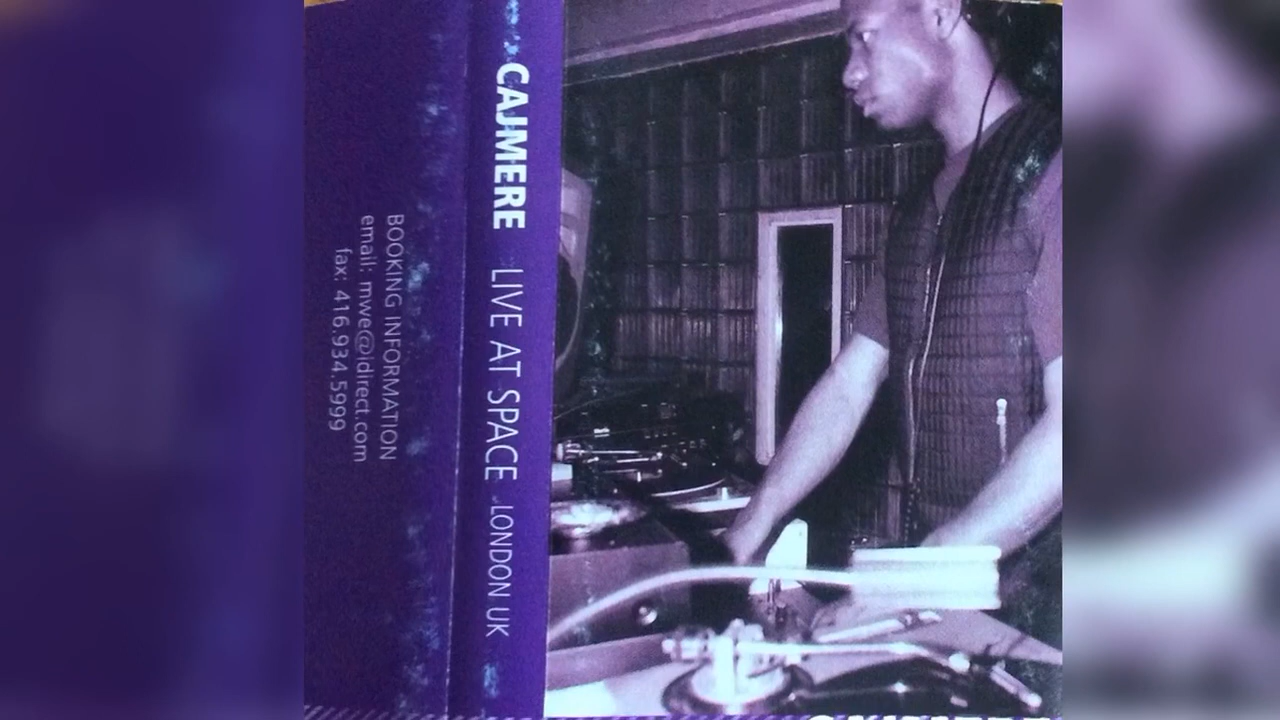 BOOKING INFORMATION
email: mwe@idirect.com
fax: 416.934.5999
CAJMERE LIVE AT SPACE LONDON UK